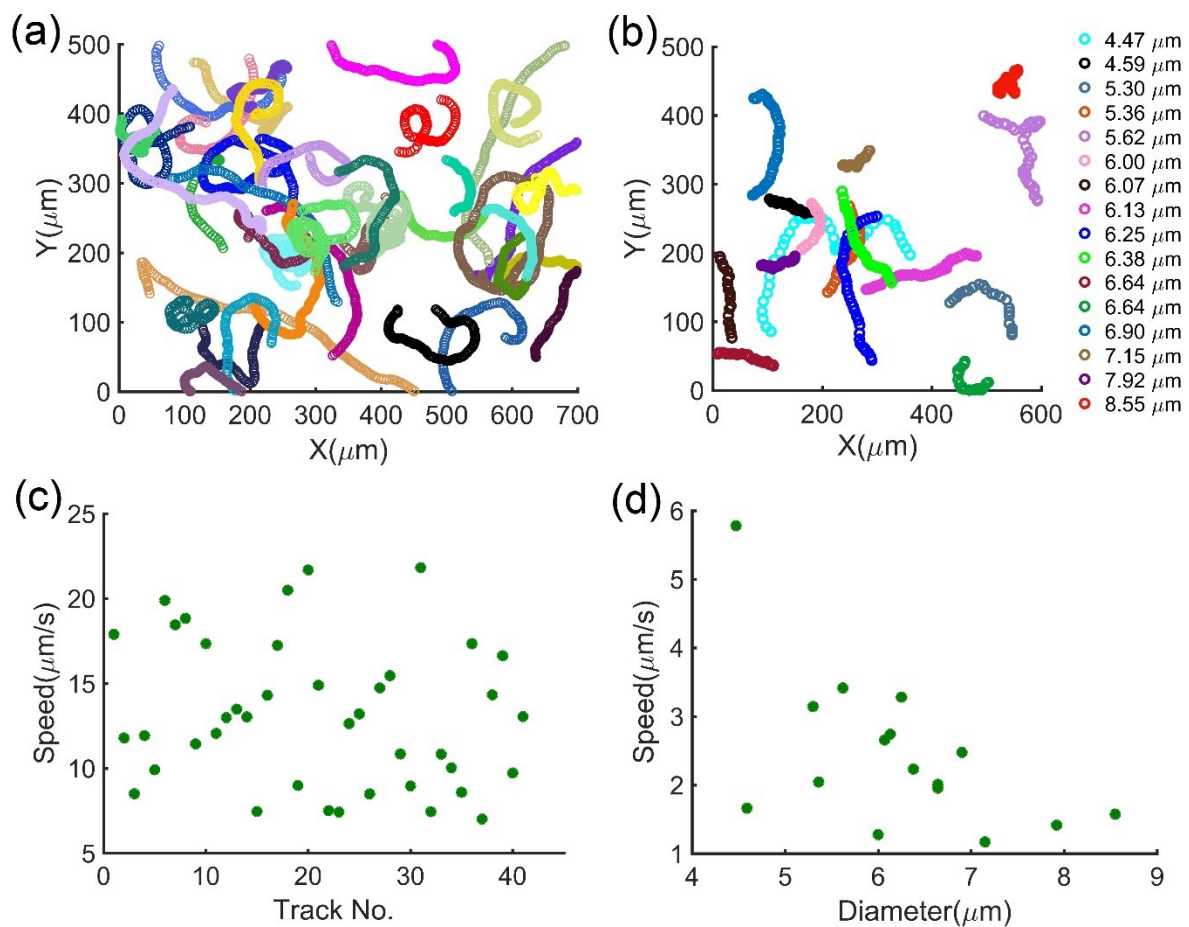 (a)
500
400
300
200
100
0
Y(μm)
0 100 200 300 400 500 600 700
X(μm)
(b)
500
400
300
200
100
0
Y(μm)
0 200 400 600
X(μm)
4.47 μm
4.59 μm
5.30 μm
5.36 μm
5.62 μm
6.00 μm
6.07 μm
6.13 μm
6.25 μm
6.38 μm
6.64 μm
6.64 μm
6.90 μm
7.15 μm
7.92 μm
8.55 μm
(c)
25
20
15
10
5
Speed(μm/s)
0 10 20 30 40
Track No.
(d)
6
5
4
3
2
1
Speed(μm/s)
4 5 6 7 8 9
Diameter(μm)